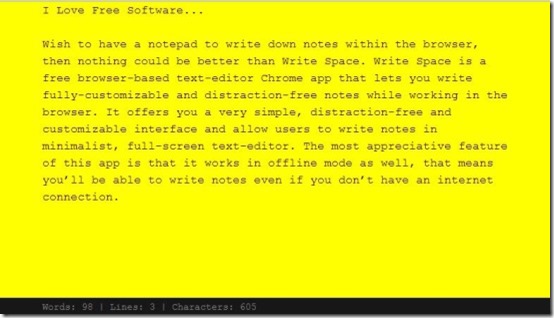 I Love Free Software...
Wish to have a notepad to write down notes within the browser,
then nothing could be better than Write Space. Write Space is a
free browser-based text-editor Chrome app that lets you write
fully-customizable and distraction-free notes while working in the
browser. It offers you a very simple, distraction-free and
customizable interface and allow users to write notes in
minimalist, full-screen text-editor. The most appreciative feature
of this app is that it works in offline mode as well, that means
you’ll be able to write notes even if you don’t have an internet
connection.
Words: 98 | Lines: 3 | Characters: 605